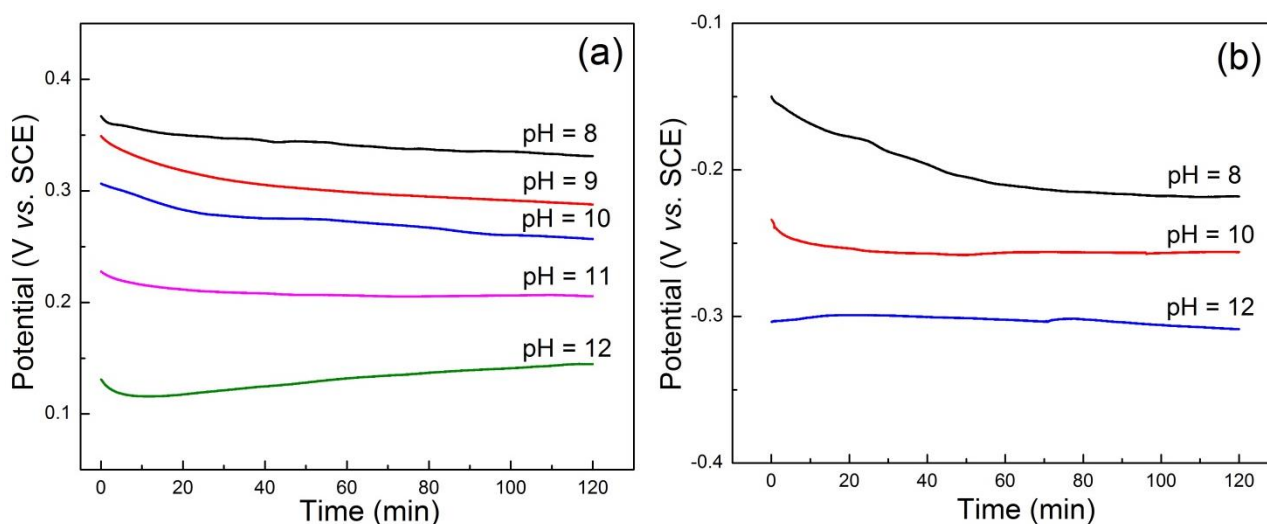 (a)
Potential (V vs. SCE)
0.4
0.3
0.2
0.1
pH = 8
pH = 9
pH = 10
pH = 11
pH = 12
0 20 40 60 80 100 120
Time (min)
(b)
Potential (V vs. SCE)
-0.1
-0.2
-0.3
-0.4
pH = 8
pH = 10
pH = 12
0 20 40 60 80 100 120
Time (min)